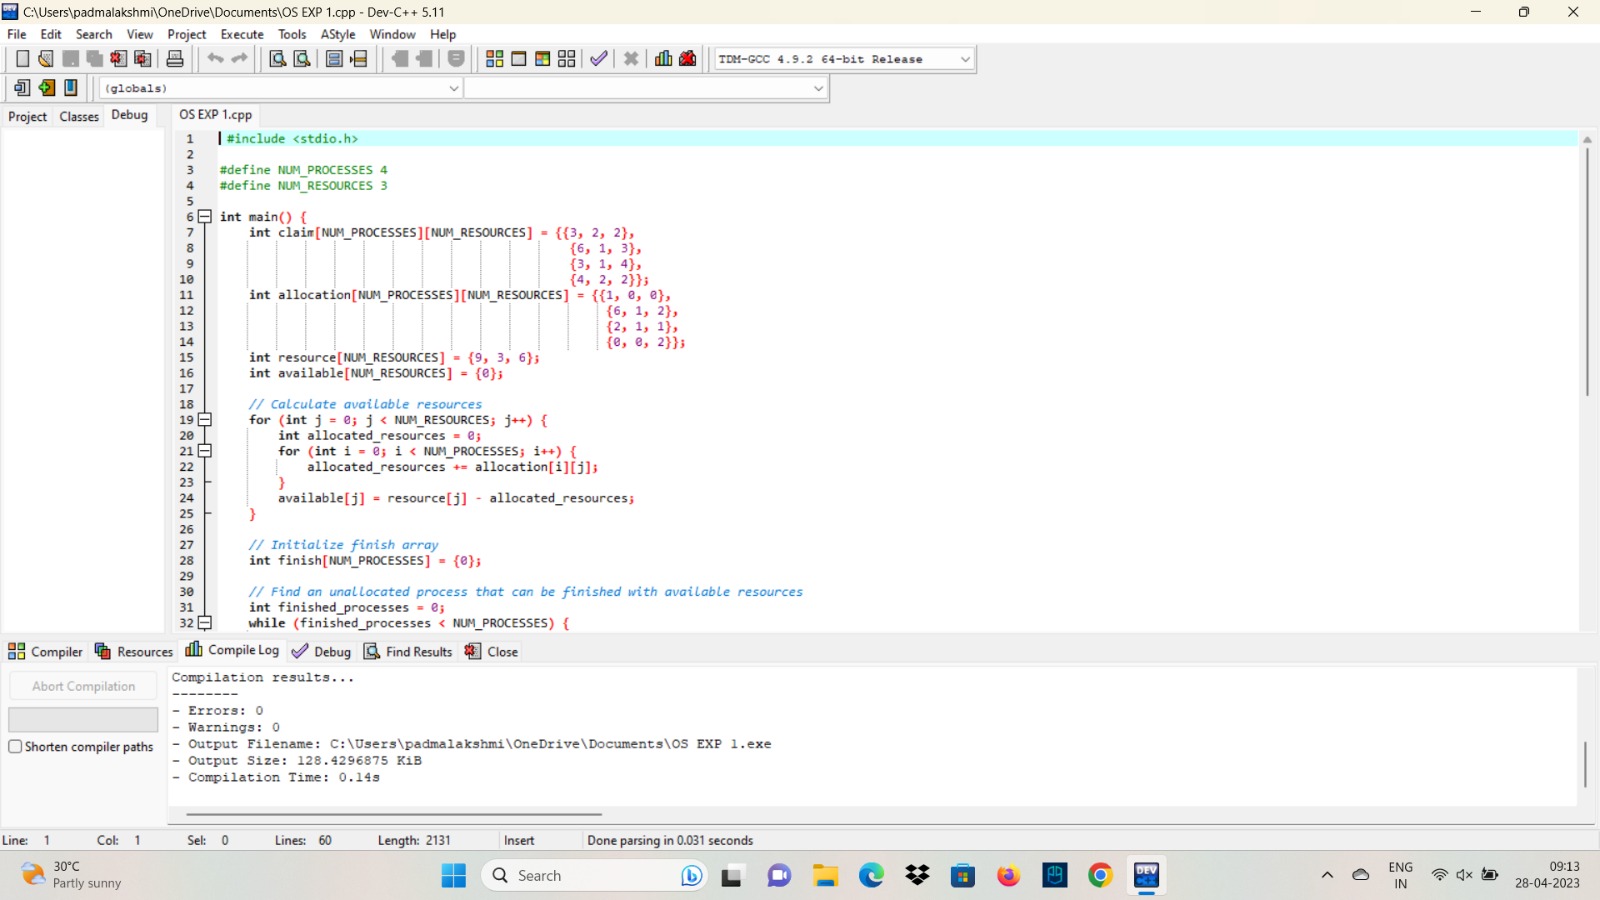 C:\Users\padmalakshmi\OneDrive\Documents\OS EXP 1.cpp - Dev-C++ 5.11
File Edit Search View Project Execute Tools AStyle Window Help
TDM-GCC 4.9.2 64-bit Release
(globals)
Project Classes Debug OS EXP 1.cpp
1 #include <stdio.h>
2
3 #define NUM_PROCESSES 4
4 #define NUM_RESOURCES 3
5
6 int main() {
7 int claim[NUM_PROCESSES][NUM_RESOURCES] = {{3, 2, 2},
8 {6, 1, 3},
9 {3, 1, 4},
10 {4, 2, 2}};
11 int allocation[NUM_PROCESSES][NUM_RESOURCES] = {{1, 0, 0},
12 {6, 1, 2},
13 {2, 1, 1},
14 {0, 0, 2}};
15 int resource[NUM_RESOURCES] = {9, 3, 6};
16 int available[NUM_RESOURCES] = {0};
17
18 // Calculate available resources
19 for (int j = 0; j < NUM_RESOURCES; j++) {
20 int allocated_resources = 0;
21 for (int i = 0; i < NUM_PROCESSES; i++) {
22 allocated_resources += allocation[i][j];
23 }
24 available[j] = resource[j] - allocated_resources;
25 }
26
27 // Initialize finish array
28 int finish[NUM_PROCESSES] = {0};
29
30 // Find an unallocated process that can be finished with available resources
31 int finished_processes = 0;
32 while (finished_processes < NUM_PROCESSES) {
Compiler Resources Compile Log Debug Find Results Close
Abort Compilation
Shorten compiler paths
Compilation results...
--------
- Errors: 0
- Warnings: 0
- Output Filename: C:\Users\padmalakshmi\OneDrive\Documents\OS EXP 1.exe
- Output Size: 128.4296875 KiB
- Compilation Time: 0.14s
Line: 1 Col: 1 Sel: 0 Lines: 60 Length: 2131 Insert Done parsing in 0.031 seconds
30°C
Partly sunny
Search
DEV
ENG
IN
09:13
28-04-2023